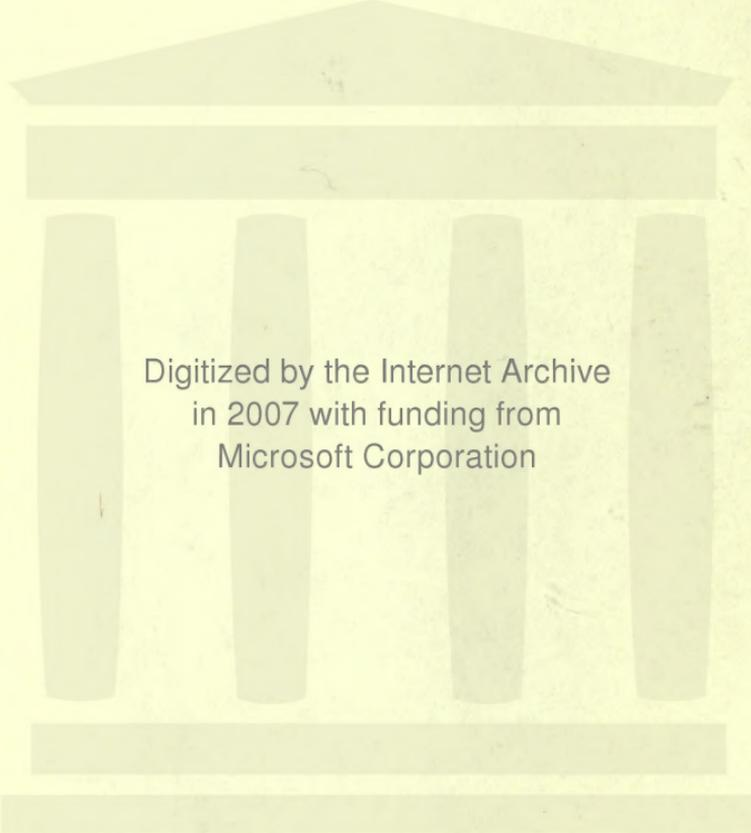 Digitized by the Internet Archive
in 2007 with funding from
Microsoft Corporation